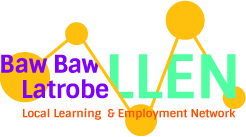 Baw Baw
Latrobe
LLEN
Local Learning & Employment Network